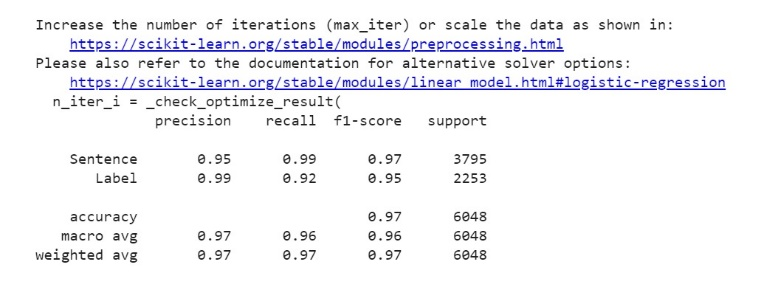 Increase the number of iterations (max_iter) or scale the data as shown in:
https://scikit-learn.org/stable/modules/preprocessing.html
Please also refer to the documentation for alternative solver options:
https://scikit-learn.org/stable/modules/linear_model.html#logistic-regression
n_iter_i = _check_optimize_result(
precision recall f1-score support
Sentence 0.95 0.99 0.97 3795
Label 0.99 0.92 0.95 2253
accuracy 0.97 6048
macro avg 0.97 0.96 0.96 6048
weighted avg 0.97 0.97 0.97 6048